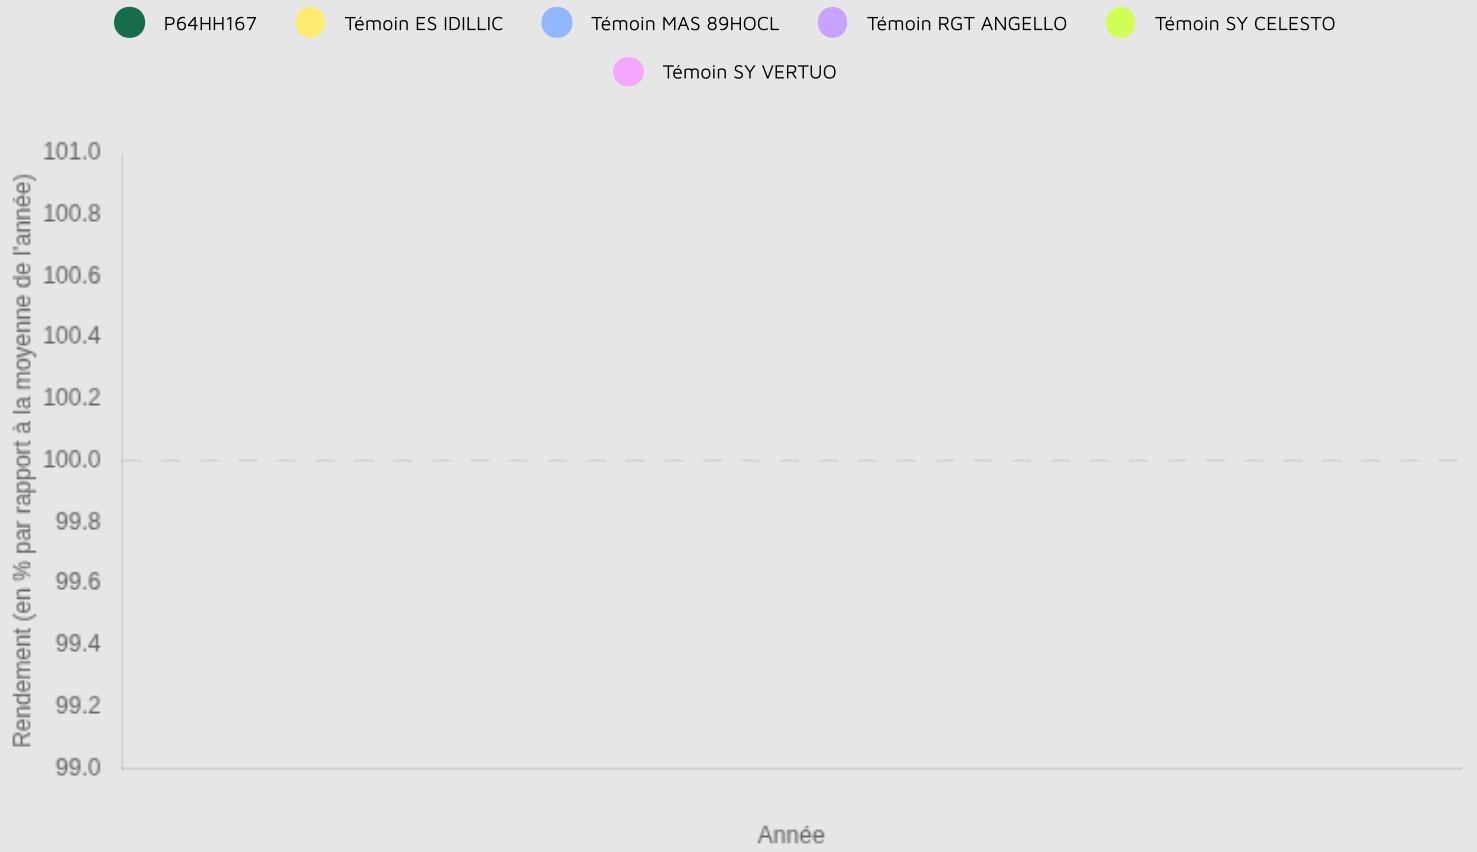 P64HH167 Témoin ES IDILLIC Témoin MAS 89HOCL Témoin RGT ANGELLO Témoin SY CELESTO
Témoin SY VERTUO
Rendement (en % par rapport à la moyenne de l'année)
101.0
100.8
100.6
100.4
100.2
100.0
99.8
99.6
99.4
99.2
99.0
Année